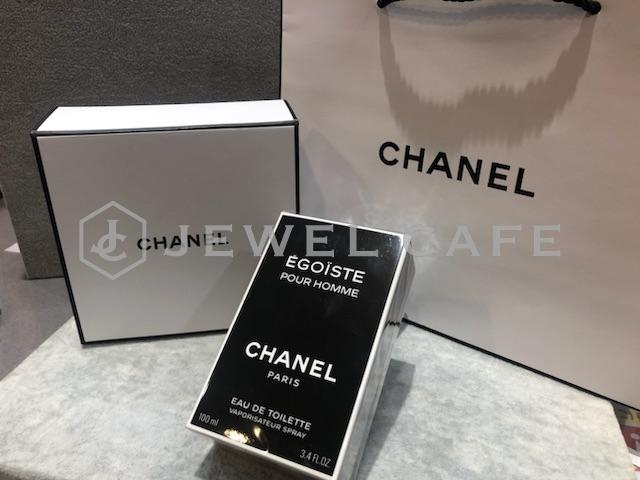 CHANEL
CHANEL
JC JEWEL CAFE
ÉGOÏSTE
POUR HOMME
CHANEL
PARIS
EAU DE TOILETTE
VAPORISATEUR SPRAY
100 ml
3.4 FL.OZ.